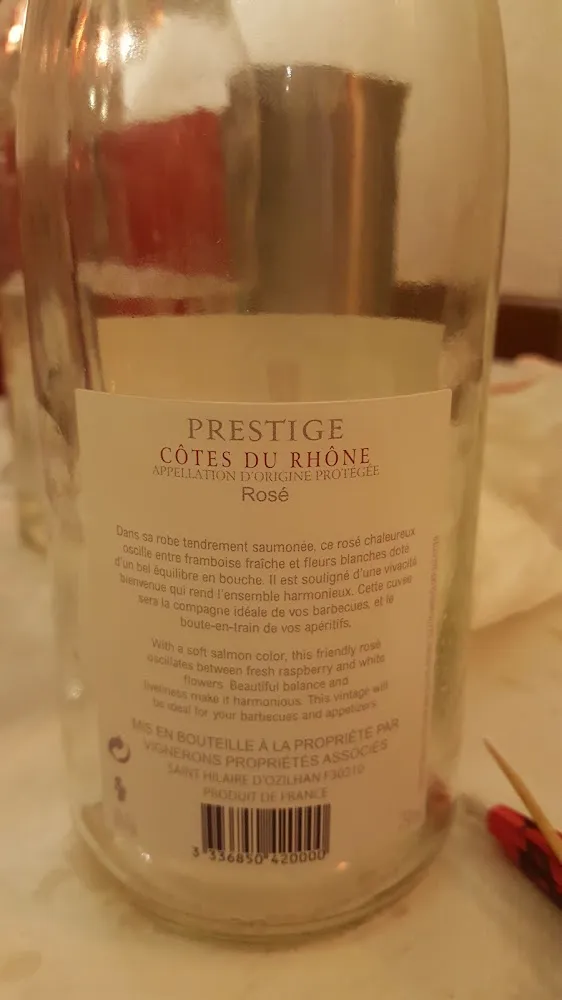 PRESTIGE
CÔTES DU RHÔNE
APPELLATION D'ORIGINE PROTÉGÉE
Rosé
Dans sa robe tendrement saumonée, ce rosé chaleureux
oscille entre framboise fraîche et fleurs blanches doté
d'un bel équilibre en bouche. Il est souligné d'une vivacité
bienvenue qui rend l'ensemble harmonieux. Cette cuvée
sera la compagne idéale de vos barbecues, et le
boute-en-train de vos apéritifs.
With a soft salmon color, this friendly rosé
oscillates between fresh raspberry and white
flowers. Beautiful balance and
liveliness make it harmonious. This vintage will
be ideal for your barbecues and appetizers.
MIS EN BOUTEILLE À LA PROPRIÉTÉ PAR
VIGNERONS PROPRIÉTÉS ASSOCIÉS
SAINT HILAIRE D'OZILHAN F30210
PRODUIT DE FRANCE
3 336850 420000